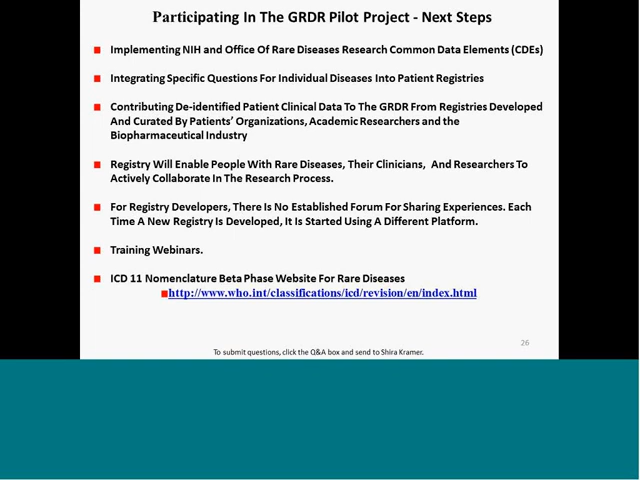 Participating In The GRDR Pilot Project - Next Steps
Implementing NIH and Office Of Rare Diseases Research Common Data Elements (CDEs)
Integrating Specific Questions For Individual Diseases Into Patient Registries
Contributing De-identified Patient Clinical Data To The GRDR From Registries Developed
And Curated By Patients' Organizations, Academic Researchers and the
Biopharmaceutical Industry
Registry Will Enable People With Rare Diseases, Their Clinicians, And Researchers To
Actively Collaborate In The Research Process.
For Registry Developers, There Is No Established Forum For Sharing Experiences. Each
Time A New Registry Is Developed, It Is Started Using A Different Platform.
Training Webinars.
ICD 11 Nomenclature Beta Phase Website For Rare Diseases
http://www.who.int/classifications/icd/revision/en/index.html
26
To submit questions, click the Q&A box and send to Shira Kramer.